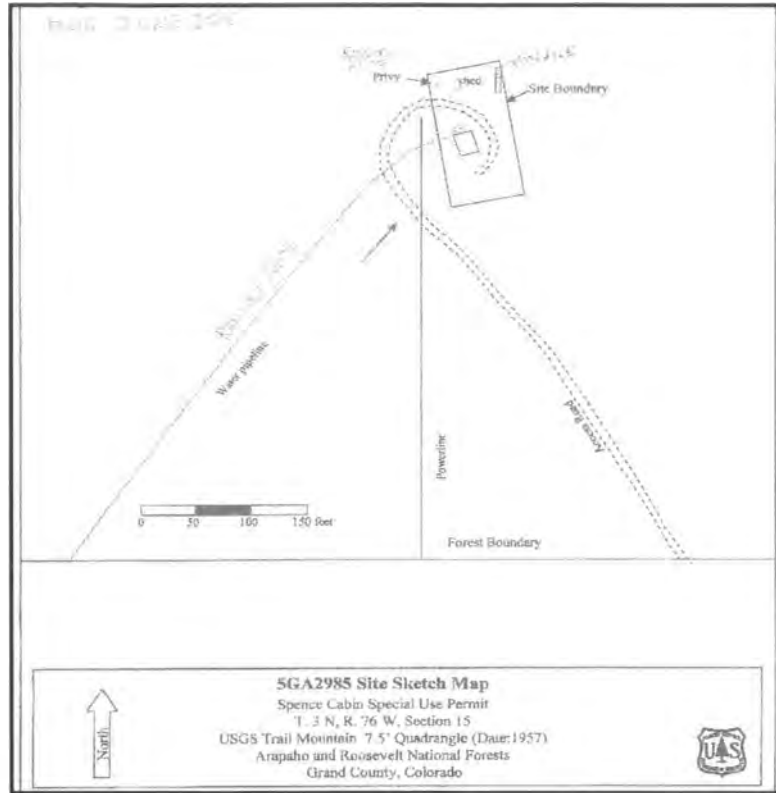 Privy
shed
Site Boundary
Water pipeline
Powerline
Access Road
0 50 100 150 feet
Forest Boundary
5GA2985 Site Sketch Map
Spence Cabin Special Use Permit
T. 3 N, R. 76 W, Section 15
USGS Trail Mountain 7.5' Quadrangle (Date:1957)
Arapaho and Roosevelt National Forests
Grand County, Colorado
North
U S